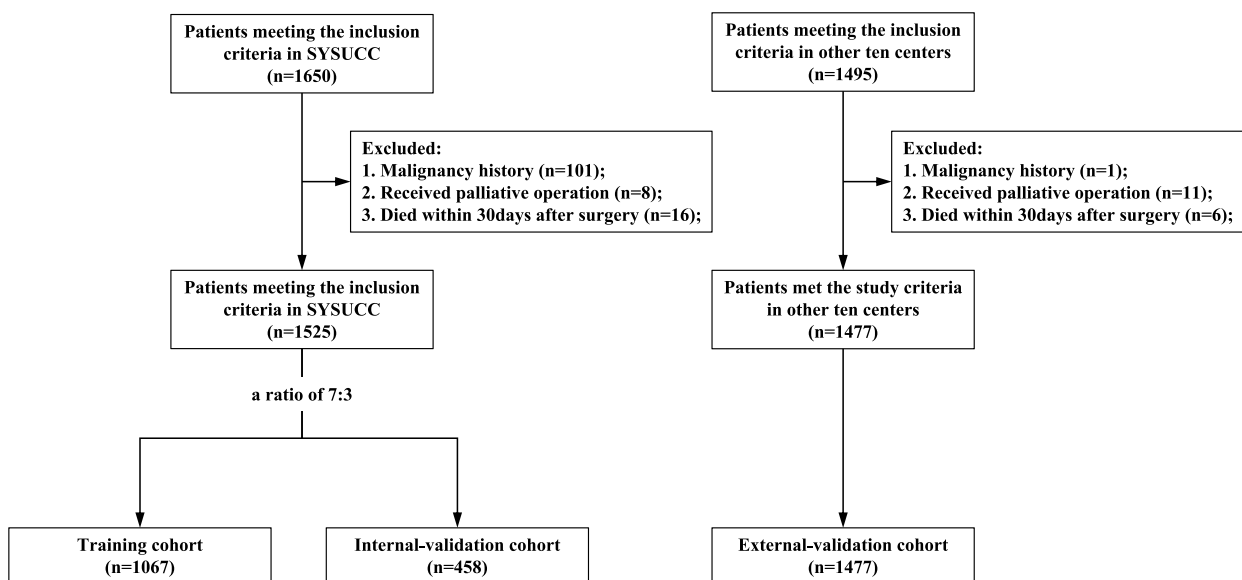 Patients meeting the inclusion
criteria in SYSUCC
(n=1650)
Patients meeting the inclusion
criteria in other ten centers
(n=1495)
Excluded:
1. Malignancy history (n=101);
2. Received palliative operation (n=8);
3. Died within 30days after surgery (n=16);
Excluded:
1. Malignancy history (n=1);
2. Received palliative operation (n=11);
3. Died within 30days after surgery (n=6);
Patients meeting the inclusion
criteria in SYSUCC
(n=1525)
Patients met the study criteria
in other ten centers
(n=1477)
a ratio of 7:3
Training cohort
(n=1067)
Internal-validation cohort
(n=458)
External-validation cohort
(n=1477)